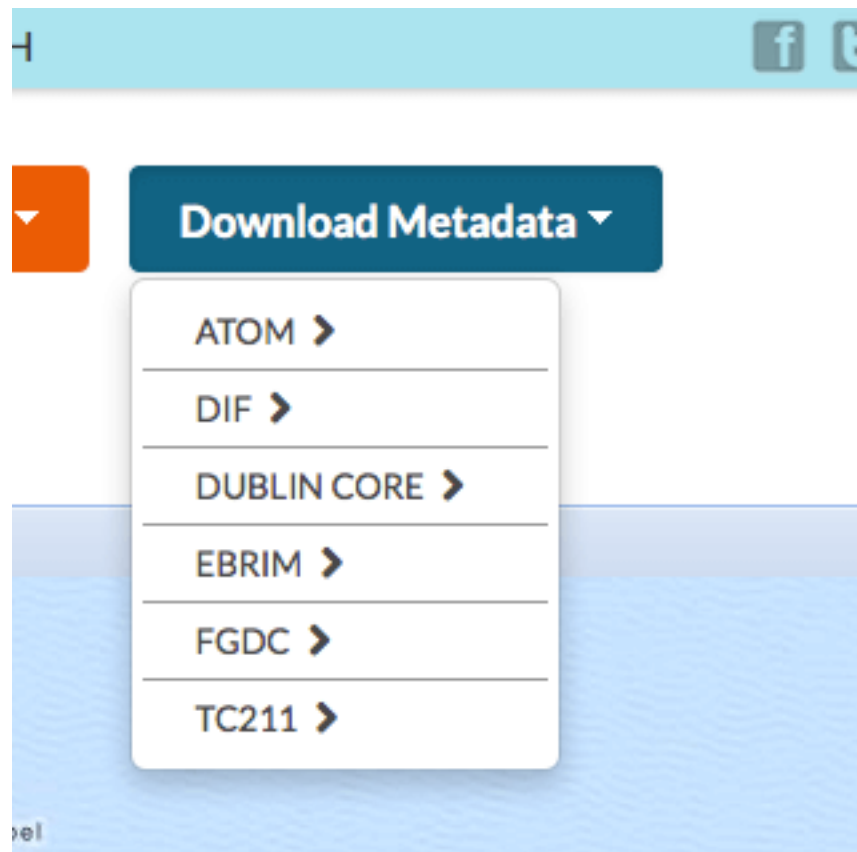 H
Download Metadata
ATOM
DIF
DUBLIN CORE
EBRIM
FGDC
TC211